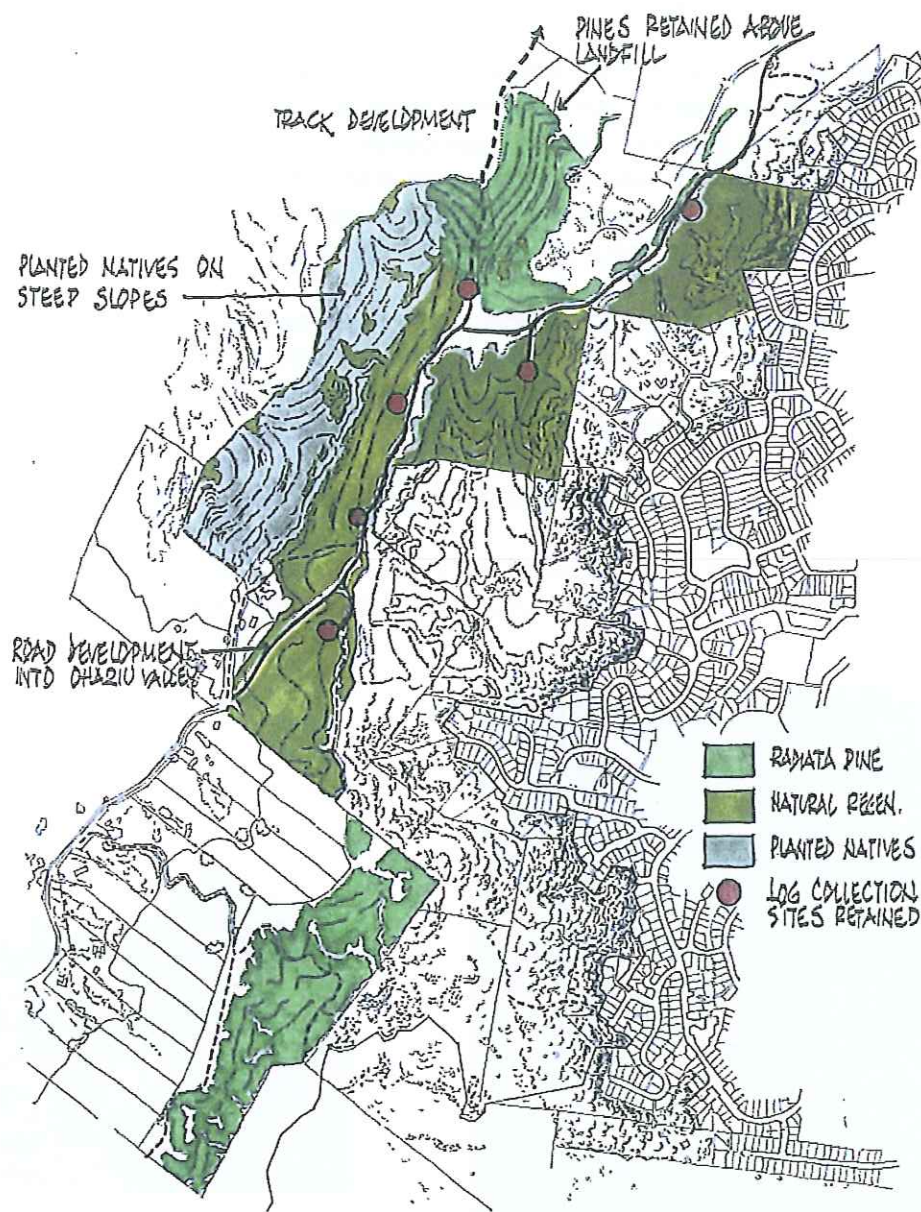 PINES RETAINED ABOVE
LANDFILL
TRACK DEVELOPMENT
PLANTED NATIVES ON
STEEP SLOPES
ROAD DEVELOPMENT
INTO OHARIU VALLEY
RADIATA PINE
NATURAL REGEN.
PLANTED NATIVES
LOG COLLECTION
SITES RETAINED